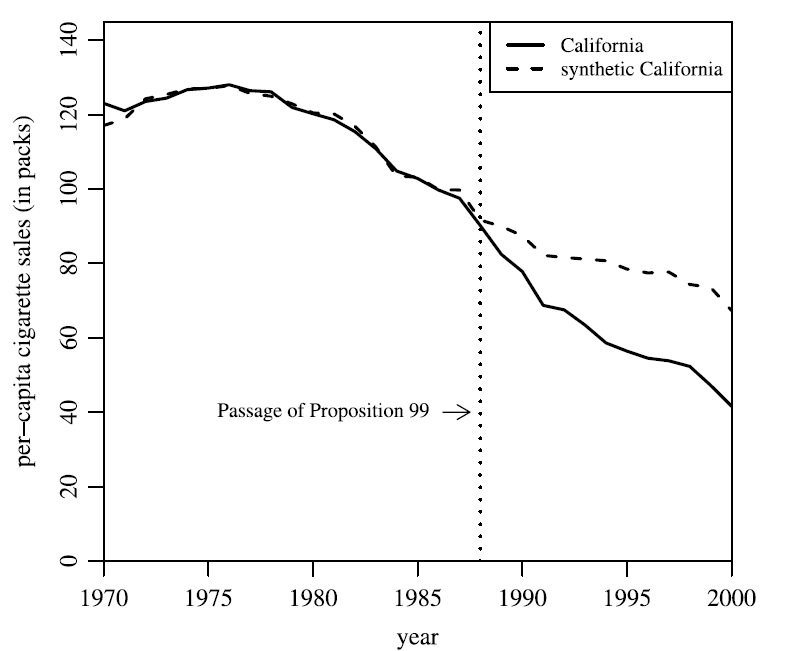 California
synthetic California
per−capita cigarette sales (in packs)
140
120
100
80
60
40
20
0
Passage of Proposition 99
1970 1975 1980 1985 1990 1995 2000
year